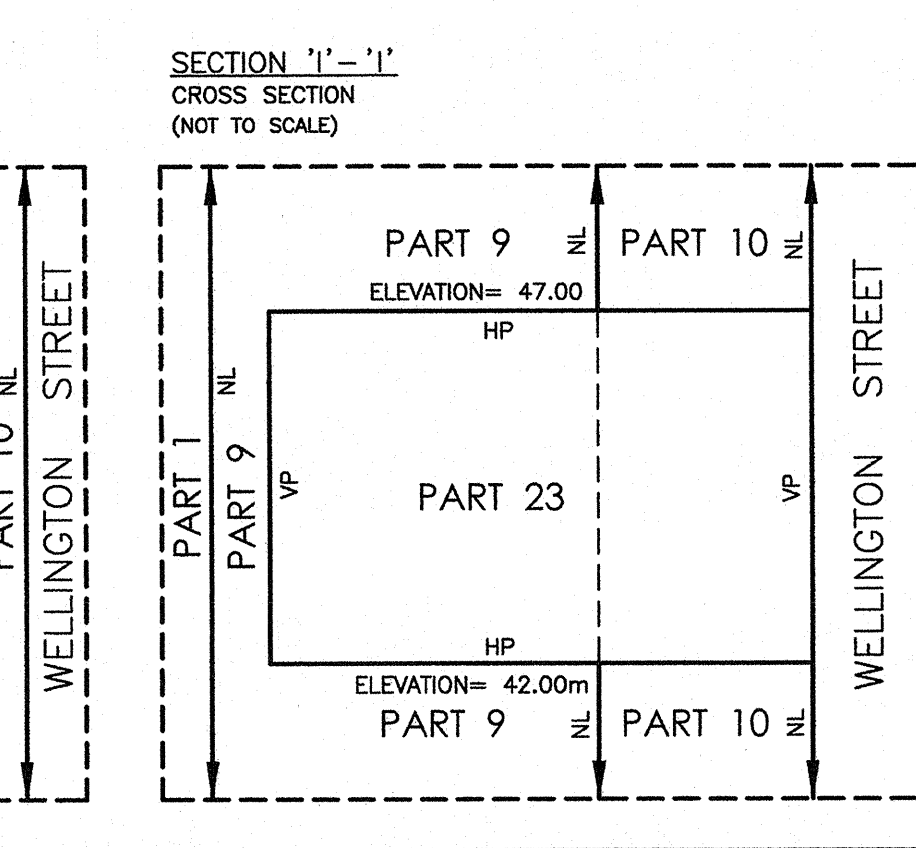 SECTION 'I'-'I'
CROSS SECTION
(NOT TO SCALE)
NL
WELLINGTON STREET
PART 1
NL
PART 9
PART 9
NL
PART 10
NL
ELEVATION= 47.00
HP
VP
PART 23
VP
HP
ELEVATION= 42.00m
PART 9
NL
PART 10
NL
WELLINGTON STREET